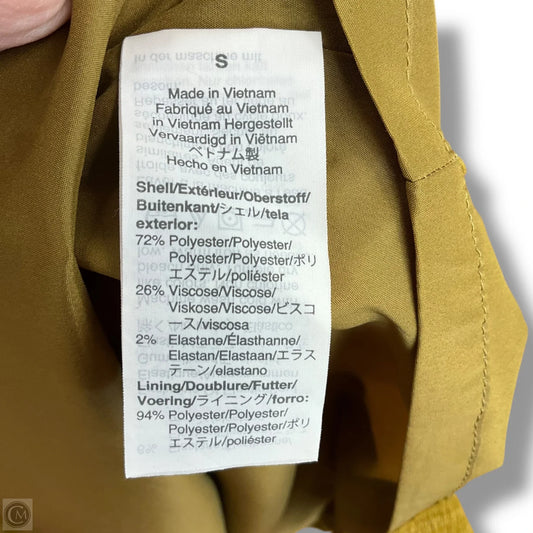 S
Made in Vietnam
Fabriqué au Vietnam
in Vietnam Hergestellt
Vervaardigd in Viëtnam
ベトナム製
Hecho en Vietnam
Shell/Extérieur/Oberstoff/
Buitenkant/シェル/tela
exterior:
72% Polyester/Polyester/
Polyester/Polyester/ポリ
エステル/poliéster
26% Viscose/Viscose/
Viskose/Viscose/ビスコ
ース/viscosa
2% Elastane/Élasthanne/
Elastan/Elastaan/エラス
テーン/elastano
Lining/Doublure/Futter/
Voering/ライニング/forro:
94% Polyester/Polyester/
Polyester/Polyester/ポリ
エステル/poliéster